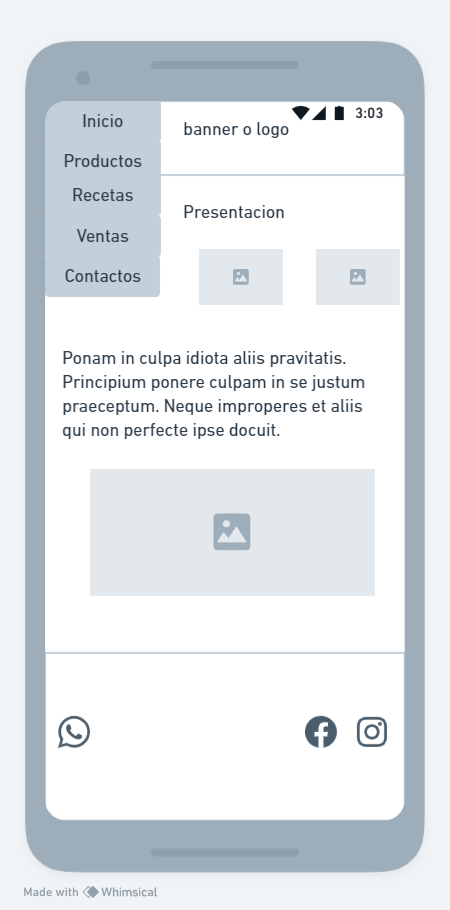 Inicio
Productos
Recetas
Ventas
Contactos
banner o logo
3:03
Presentacion
Ponam in culpa idiota aliis pravitatis.
Principium ponere culpam in se justum
praeceptum. Neque improperes et aliis
qui non perfecte ipse docuit.
Made with Whimsical